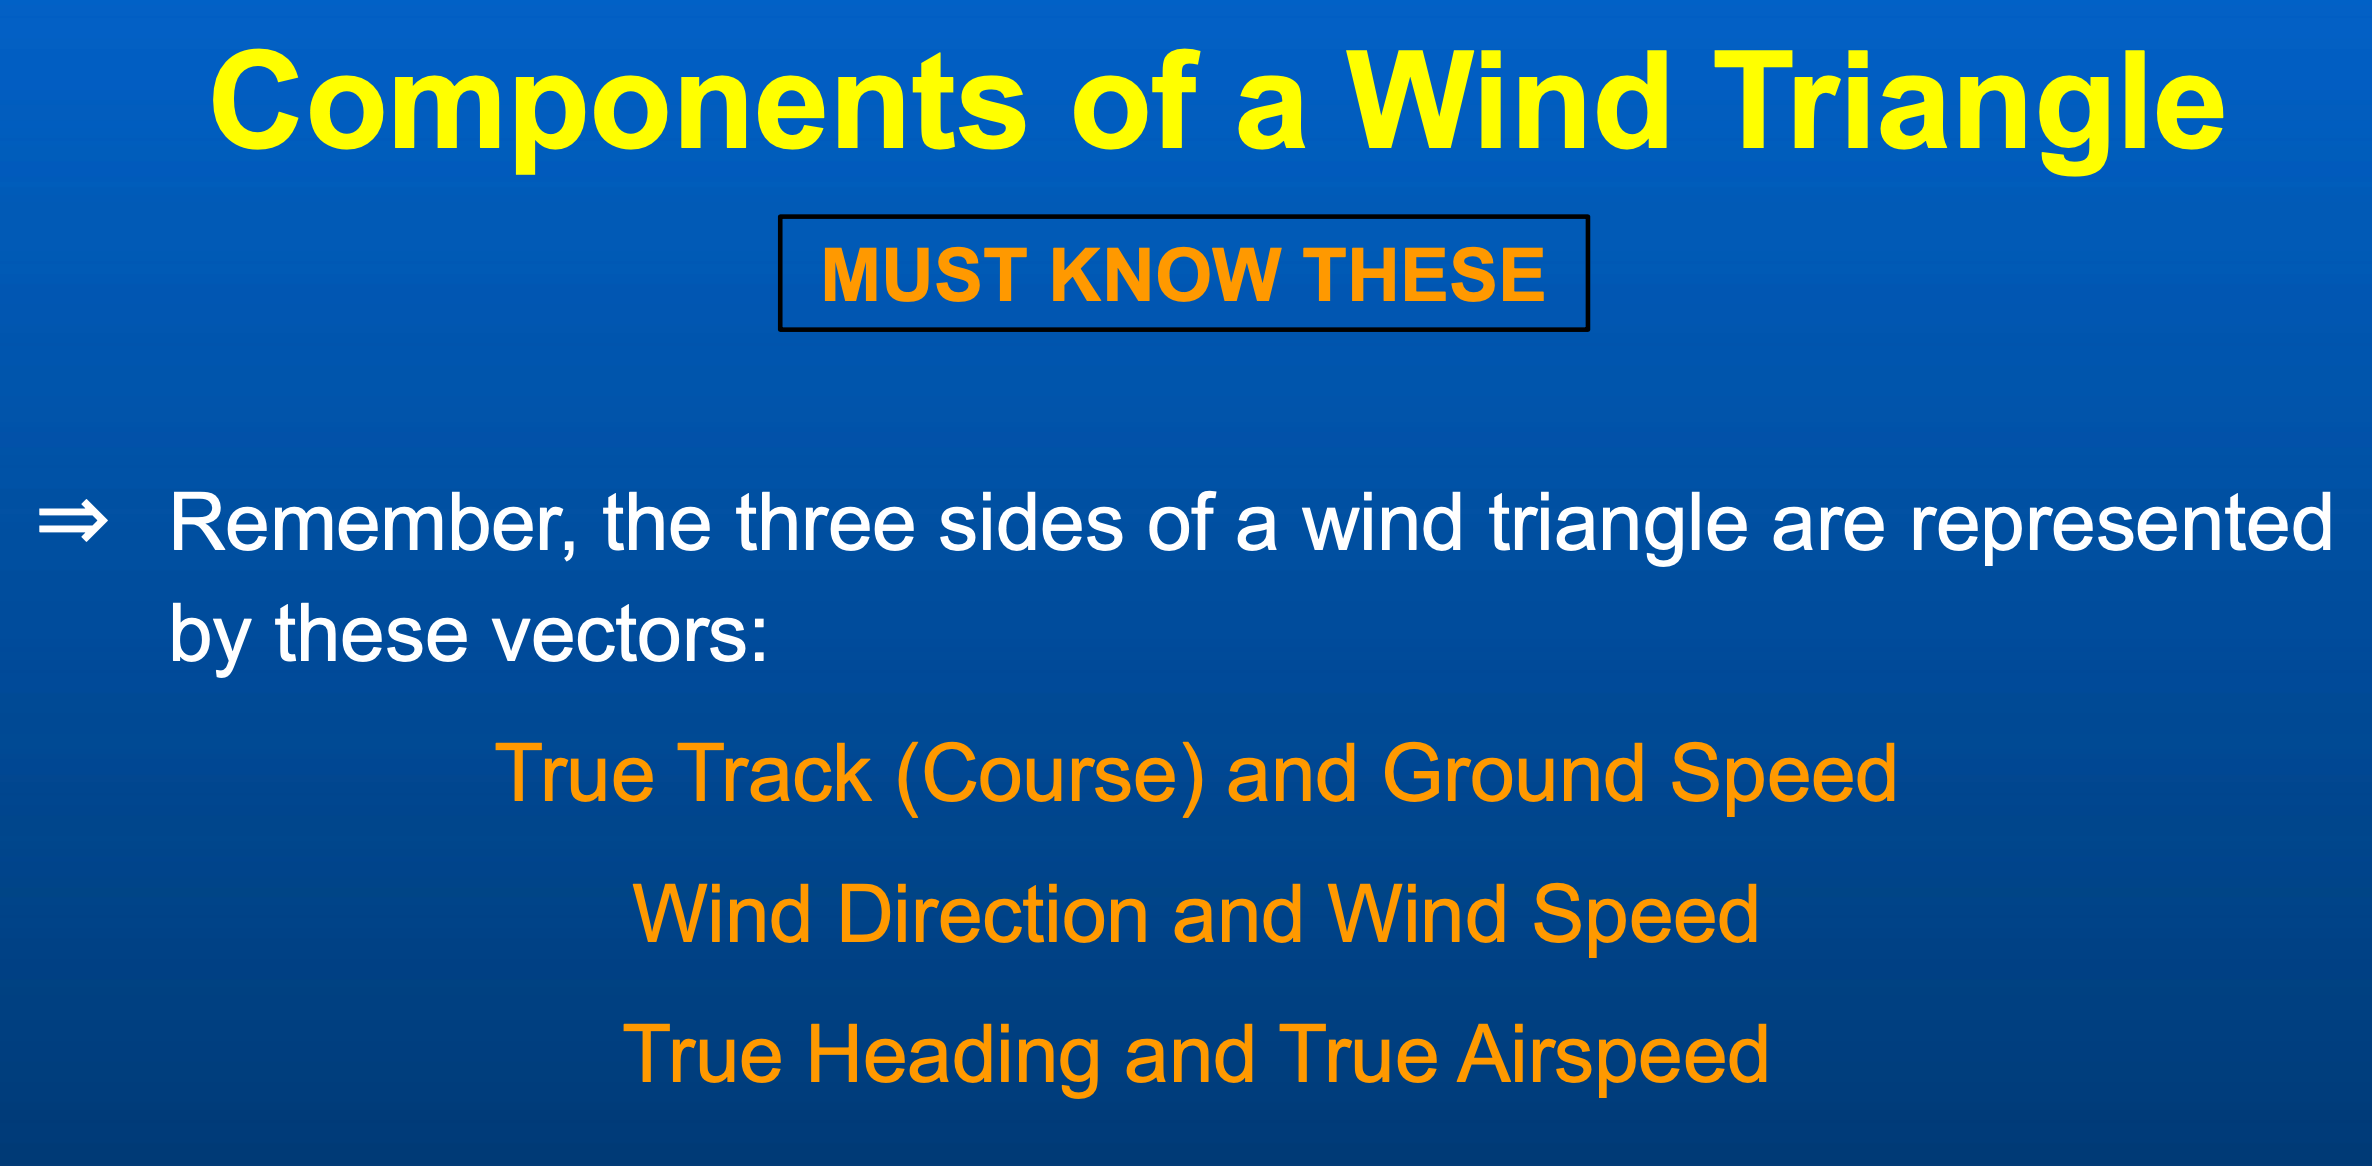 Components of a Wind Triangle
MUST KNOW THESE
⇒ Remember, the three sides of a wind triangle are represented
by these vectors:
True Track (Course) and Ground Speed
Wind Direction and Wind Speed
True Heading and True Airspeed